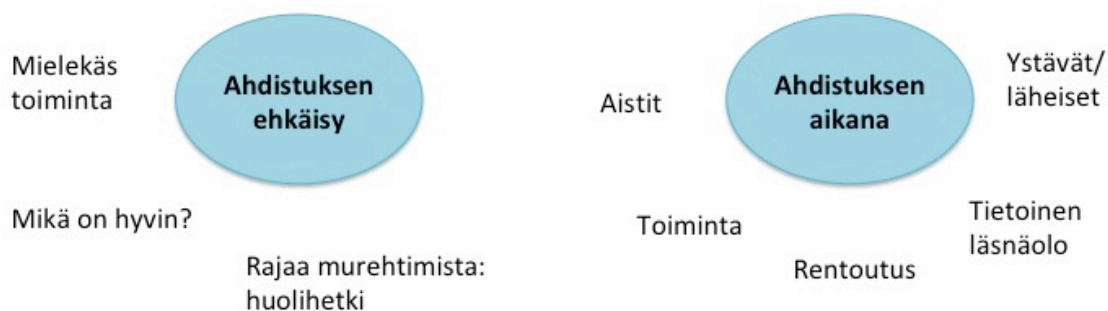 Mielekäs
toiminta
Ahdistuksen
ehkäisy
Mikä on hyvin?
Rajaa murehtimista:
huolihetki
Aistit
Ahdistuksen
aikana
Ystävät/
läheiset
Toiminta
Rentoutus
Tietoinen
läsnäolo